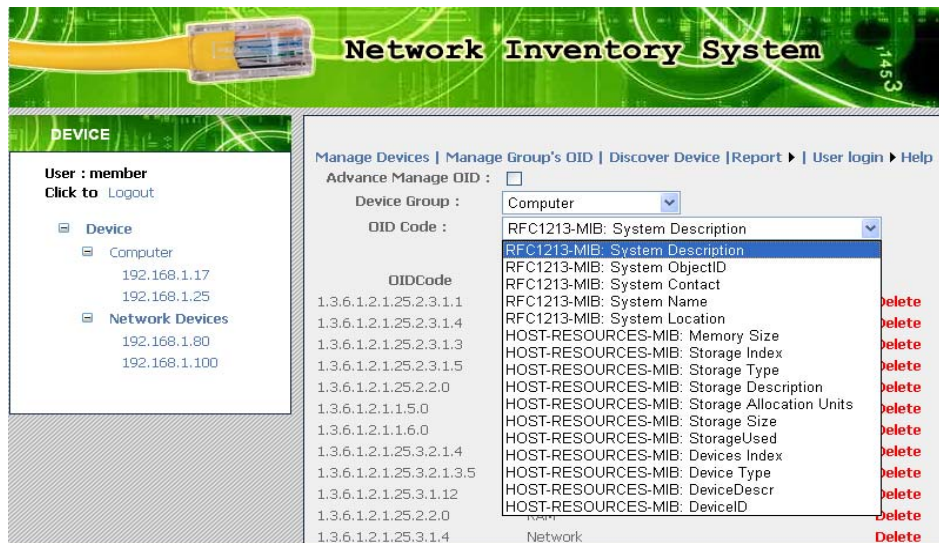 Network Inventory System
1453
DEVICE
User : member
Click to Logout
Device
Computer
192.168.1.17
192.168.1.25
Network Devices
192.168.1.80
192.168.1.100
Manage Devices | Manage Group's OID | Discover Device |Report | User login Help
Advance Manage OID :
Device Group : Computer
OID Code : RFC1213-MIB: System Description
RFC1213-MIB: System Description
RFC1213-MIB: System ObjectID
RFC1213-MIB: System Contact
RFC1213-MIB: System Name
RFC1213-MIB: System Location
HOST-RESOURCES-MIB: Memory Size
HOST-RESOURCES-MIB: Storage Index
HOST-RESOURCES-MIB: Storage Type
HOST-RESOURCES-MIB: Storage Description
HOST-RESOURCES-MIB: Storage Allocation Units
HOST-RESOURCES-MIB: Storage Size
HOST-RESOURCES-MIB: StorageUsed
HOST-RESOURCES-MIB: Devices Index
HOST-RESOURCES-MIB: Device Type
HOST-RESOURCES-MIB: DeviceDescr
HOST-RESOURCES-MIB: DeviceID
OIDCode
1.3.6.1.2.1.25.2.3.1.1 Delete
1.3.6.1.2.1.25.2.3.1.4 Delete
1.3.6.1.2.1.25.2.3.1.3 Delete
1.3.6.1.2.1.25.2.3.1.5 Delete
1.3.6.1.2.1.25.2.2.0 Delete
1.3.6.1.2.1.1.5.0 Delete
1.3.6.1.2.1.1.6.0 Delete
1.3.6.1.2.1.25.3.2.1.4 Delete
1.3.6.1.2.1.25.3.2.1.3.5 Delete
1.3.6.1.2.1.25.3.1.12 Delete
1.3.6.1.2.1.25.2.2.0 RAM Delete
1.3.6.1.2.1.25.3.1.4 Network Delete